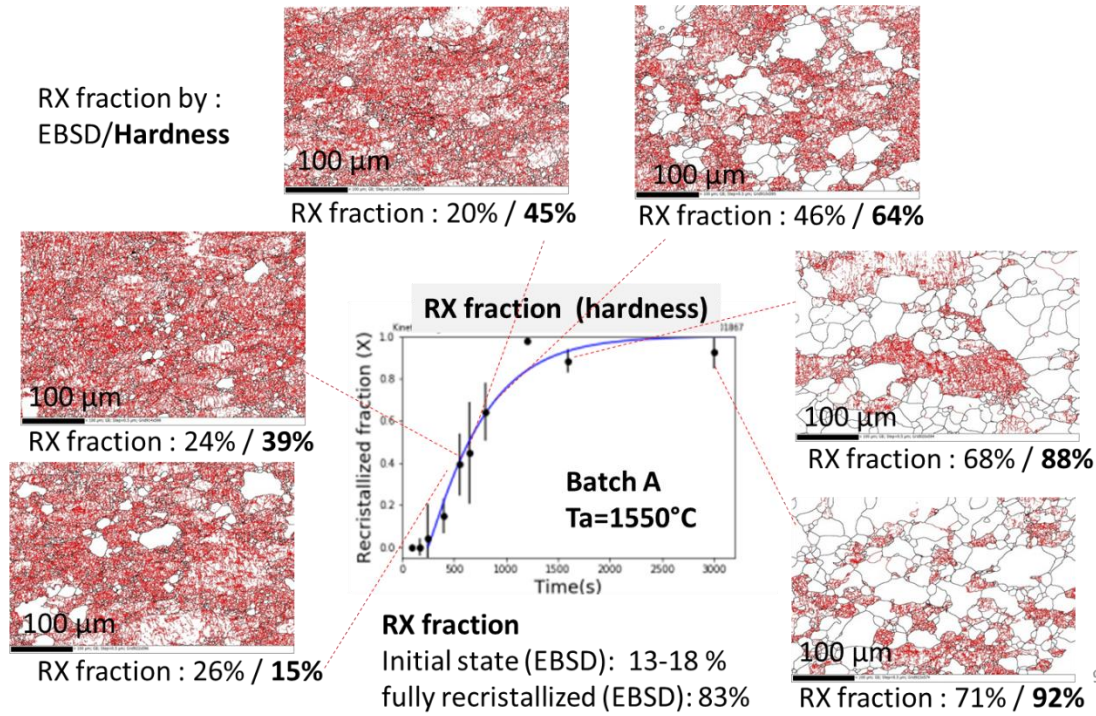 RX fraction by :
EBSD/Hardness
100 µm
RX fraction : 20% / 45%
100 µm
RX fraction : 46% / 64%
100 µm
RX fraction : 24% / 39%
100 µm
RX fraction : 68% / 88%
100 µm
RX fraction : 26% / 15%
100 µm
RX fraction : 71% / 92%
RX fraction (hardness)
Kinet
01867
Recristallized fraction (X)
1.0
0.8
0.6
0.4
0.2
0.0
0
500
1000
1500
2000
2500
3000
Time(s)
Batch A
Ta=1550°C
RX fraction
Initial state (EBSD): 13-18 %
fully recristallized (EBSD): 83%
9